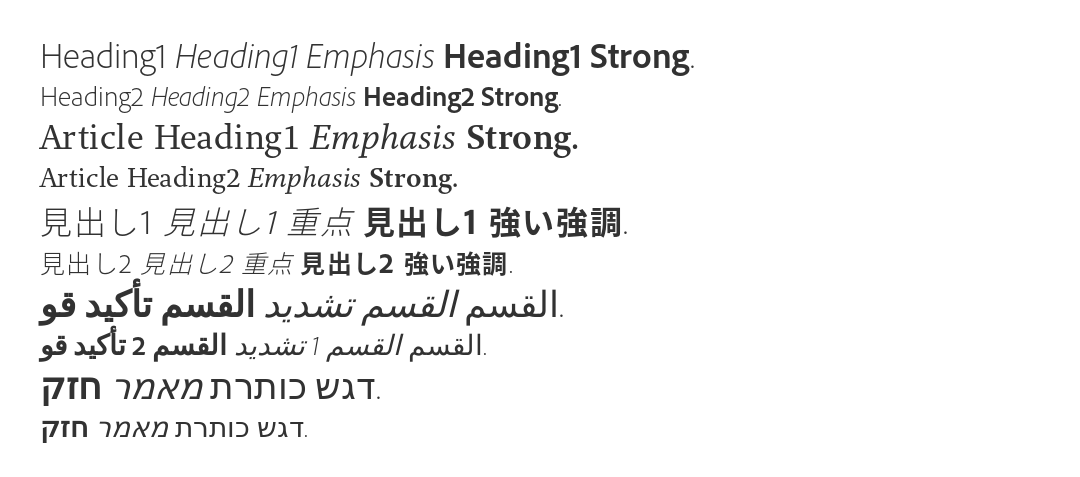 Heading1 Heading1 Emphasis Heading1 Strong.
Heading2 Heading2 Emphasis Heading2 Strong.
Article Heading1 Emphasis Strong.
Article Heading2 Emphasis Strong.
見出し1 見出し1 重点 見出し1 強い強調.
見出し2 見出し2 重点 見出し2 強い強調.
القسم القسم تشديد القسم تأكيد قو.
القسم القسم 1 تشديد القسم 2 تأكيد قو.
דגש כותרת מאמר חזק.
דגש כותרת מאמר חזק.